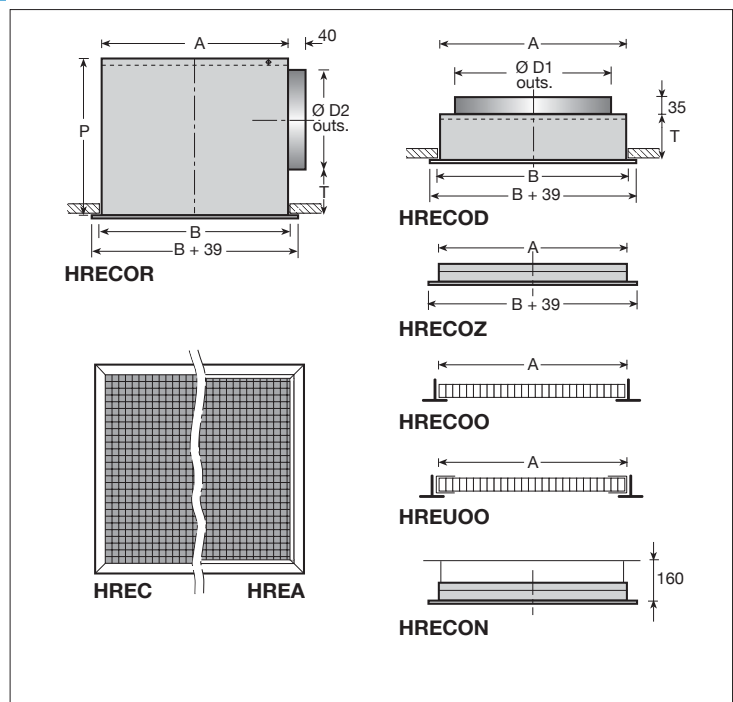 A
40
Ø D2
outs.
P
T
B
B + 39
HRECOR
A
Ø D1
outs.
35
T
B
B + 39
HRECOD
A
B + 39
HRECOZ
A
HRECOO
A
HREUOO
160
HRECON
HREC
HREA